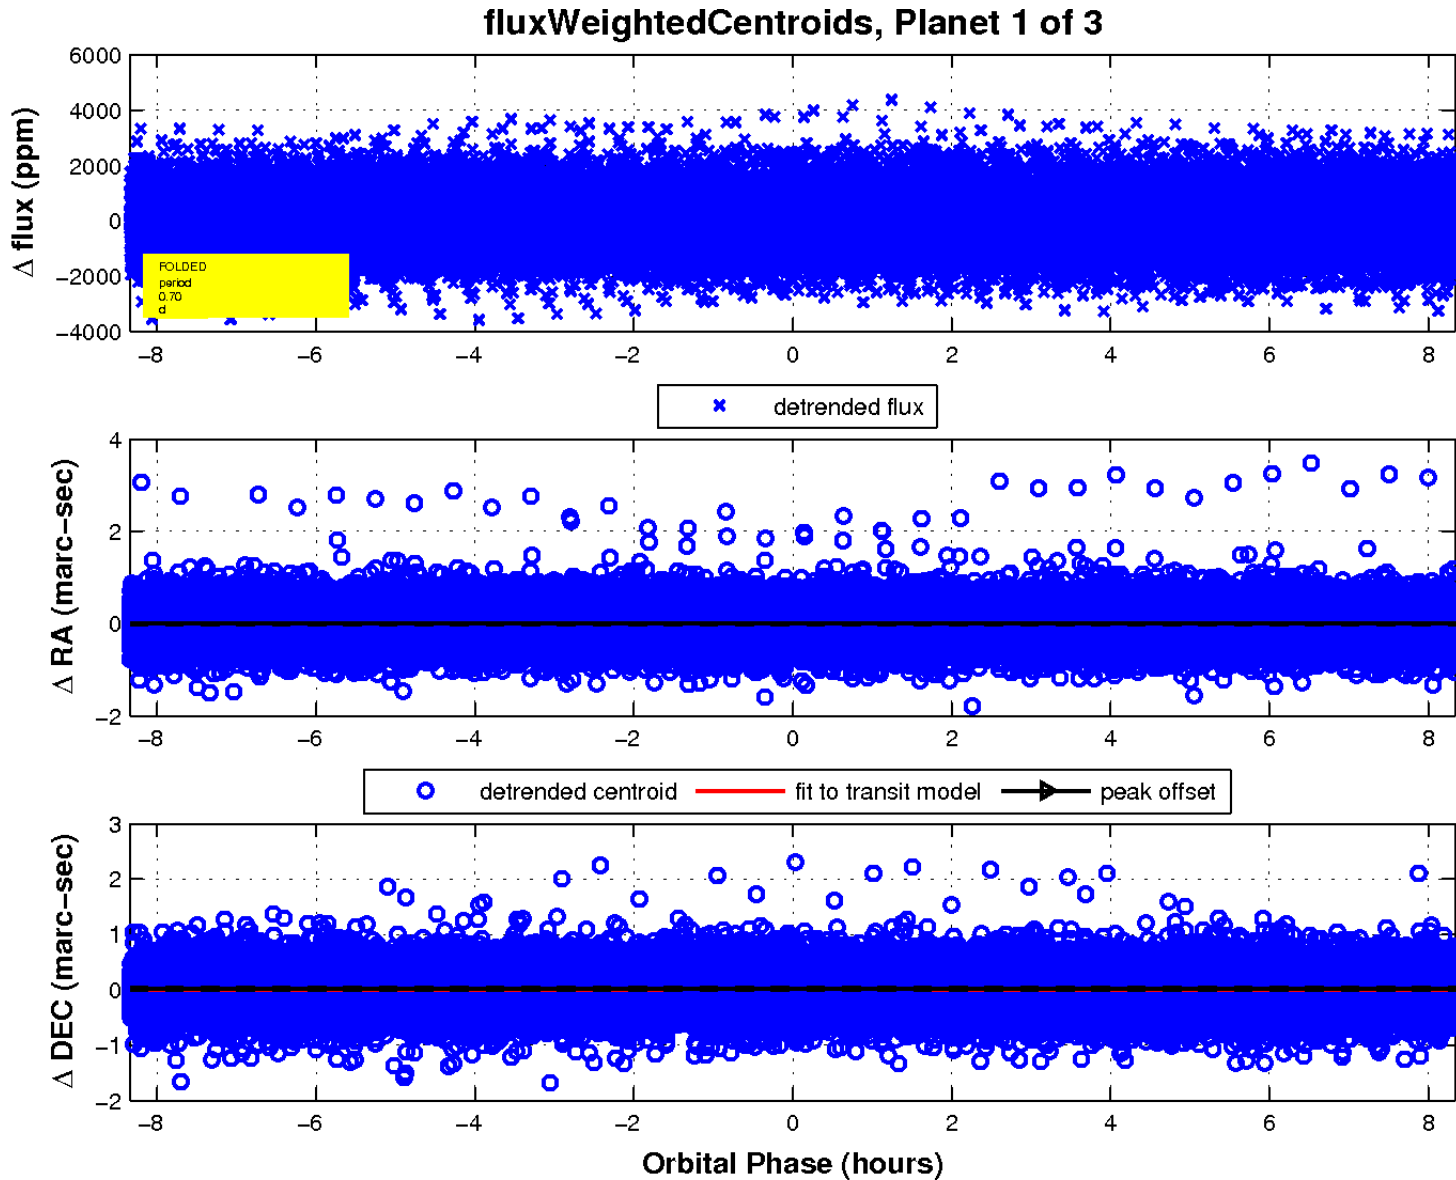 fluxWeightedCentroids, Planet 1 of 3
6000
4000
2000
0
−2000
−4000
Δ flux (ppm)
FOLDED
period
0.70
d
−8 −6 −4 −2 0 2 4 6 8
detrended flux
4
2
0
−2
Δ RA (marc−sec)
−8 −6 −4 −2 0 2 4 6 8
detrended centroid fit to transit model peak offset
3
2
1
0
−1
−2
Δ DEC (marc−sec)
−8 −6 −4 −2 0 2 4 6 8
Orbital Phase (hours)